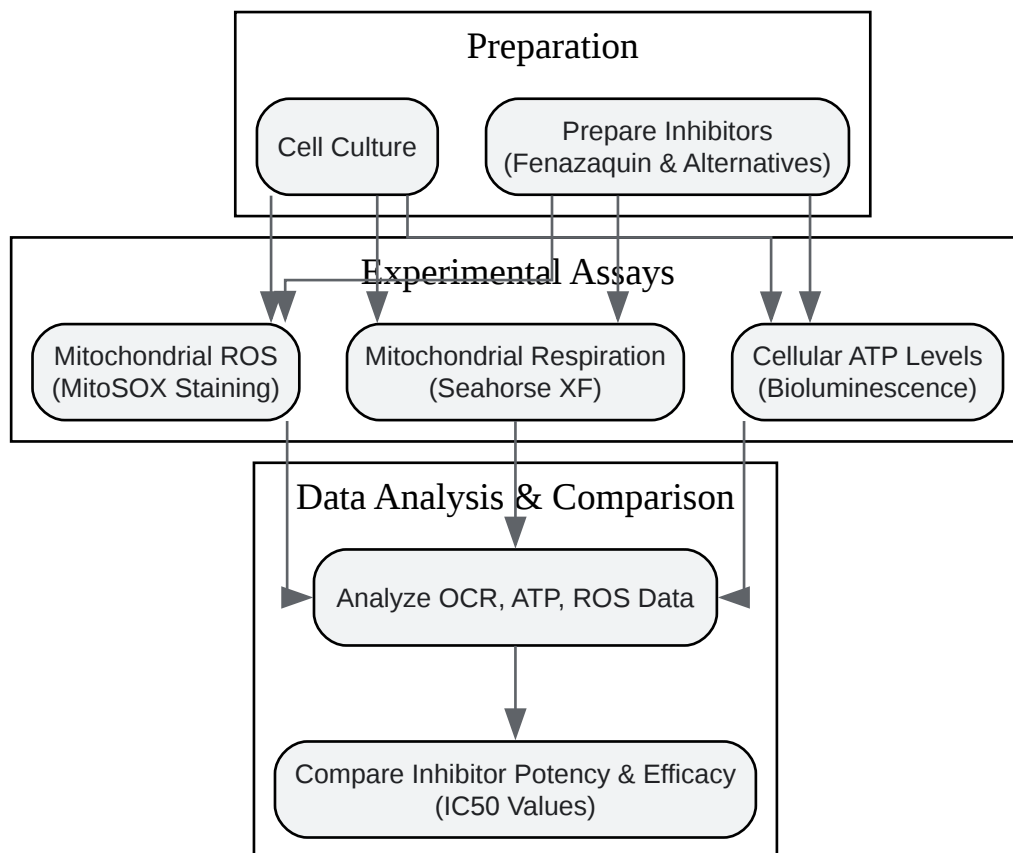 Preparation
Cell Culture
Prepare Inhibitors
(Fenazaquin & Alternatives)
Experimental Assays
Mitochondrial ROS
(MitoSOX Staining)
Mitochondrial Respiration
(Seahorse XF)
Cellular ATP Levels
(Bioluminescence)
Data Analysis & Comparison
Analyze OCR, ATP, ROS Data
Compare Inhibitor Potency & Efficacy
(IC50 Values)